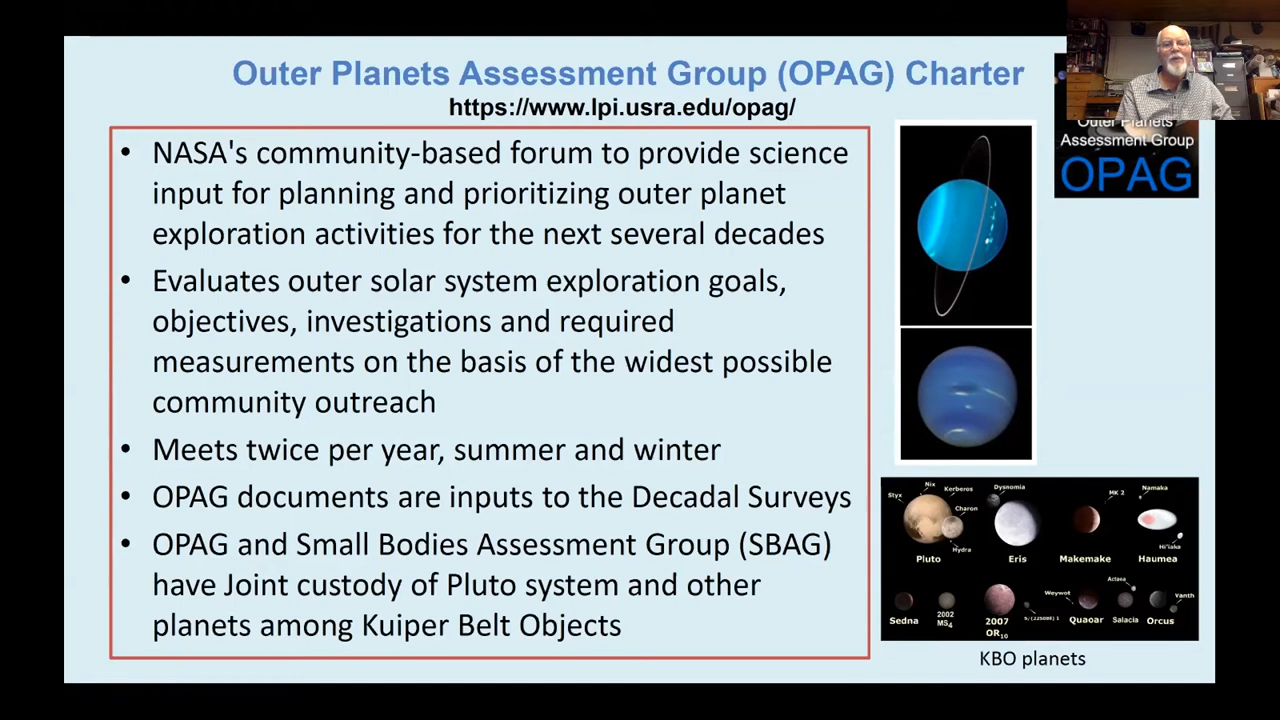 Outer Planets Assessment Group (OPAG) Charter
https://www.lpi.usra.edu/opag/
• NASA's community-based forum to provide science
input for planning and prioritizing outer planet
exploration activities for the next several decades
• Evaluates outer solar system exploration goals,
objectives, investigations and required
measurements on the basis of the widest possible
community outreach
• Meets twice per year, summer and winter
• OPAG documents are inputs to the Decadal Surveys
• OPAG and Small Bodies Assessment Group (SBAG)
have Joint custody of Pluto system and other
planets among Kuiper Belt Objects
Outer Planets
Assessment Group
OPAG
Styx
Nix
Kerberos
Charon
Hydra
Pluto
Dysnomia
Eris
MK 2
Makemake
Namaka
Hi'iaka
Haumea
Sedna
2002
MS4
2007
OR10
Weywot
Quaoar
Actaea
Salacia
Vanth
Orcus
KBO planets